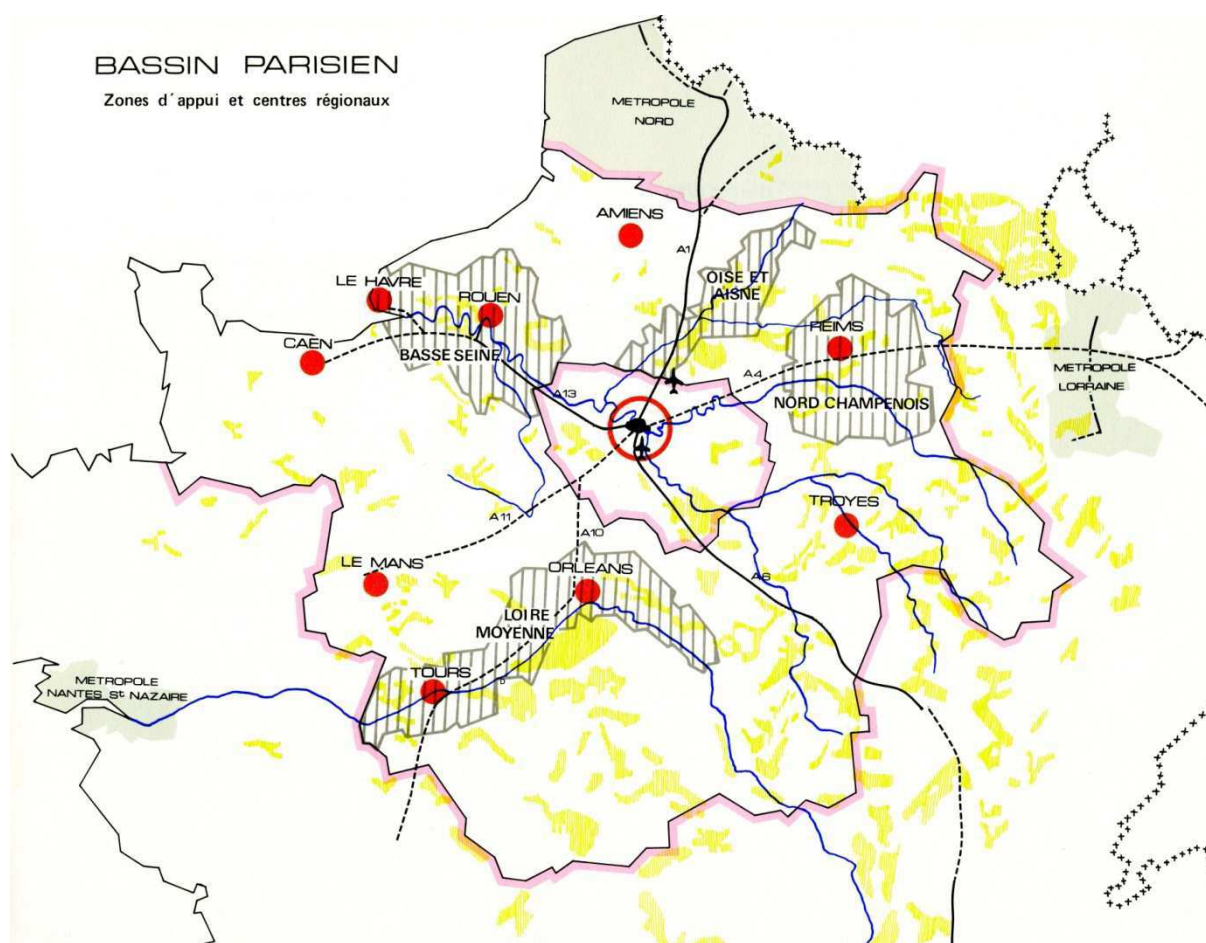 BASSIN PARISIEN
Zones d'appui et centres régionaux
METROPOLE
NORD
AMIENS
A1
OISE ET
AISNE
LE HAVRE
ROUEN
REIMS
CAEN
BASSE SEINE
METROPOLE
LORRAINE
A4
A13
NORD CHAMPENOIS
TROYES
A11
A10
LE MANS
ORLEANS
A6
LOIRE
MOYENNE
TOURS
METROPOLE
NANTES St NAZAIRE